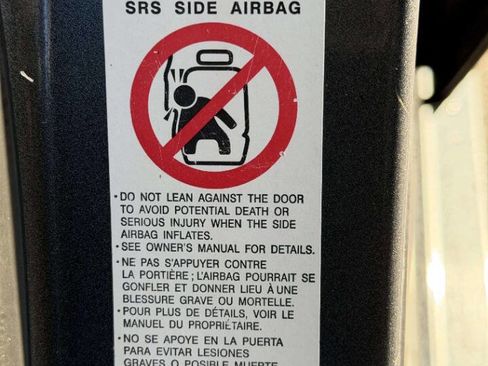 SRS SIDE AIRBAG
• DO NOT LEAN AGAINST THE DOOR
TO AVOID POTENTIAL DEATH OR
SERIOUS INJURY WHEN THE SIDE
AIRBAG INFLATES.
• SEE OWNER'S MANUAL FOR DETAILS.
• NE PAS S'APPUYER CONTRE
LA PORTIÈRE ; L'AIRBAG POURRAIT SE
GONFLER ET DONNER LIEU À UNE
BLESSURE GRAVE OU MORTELLE.
• POUR PLUS DE DÉTAILS, VOIR LE
MANUEL DU PROPRIÉTAIRE.
• NO SE APOYE EN LA PUERTA
PARA EVITAR LESIONES
GRAVES O POSIBLE MUERTE